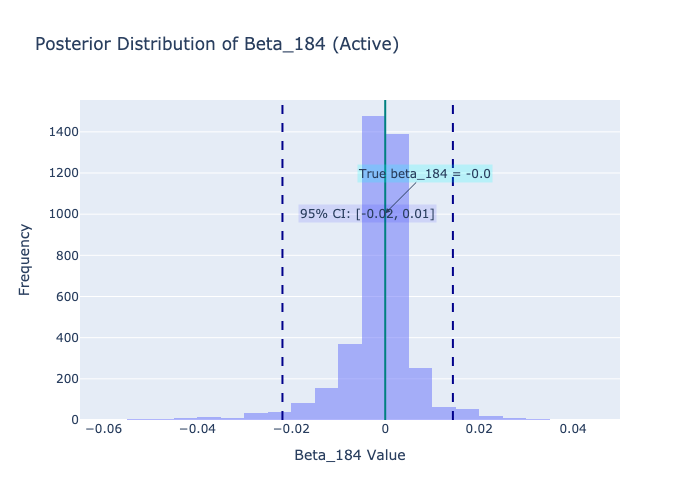 Posterior Distribution of Beta_184 (Active)
1400
1200
1000
800
600
400
200
0
Frequency
True beta_184 = -0.0
95% CI: [-0.02, 0.01]
−0.06
−0.04
−0.02
0
0.02
0.04
Beta_184 Value